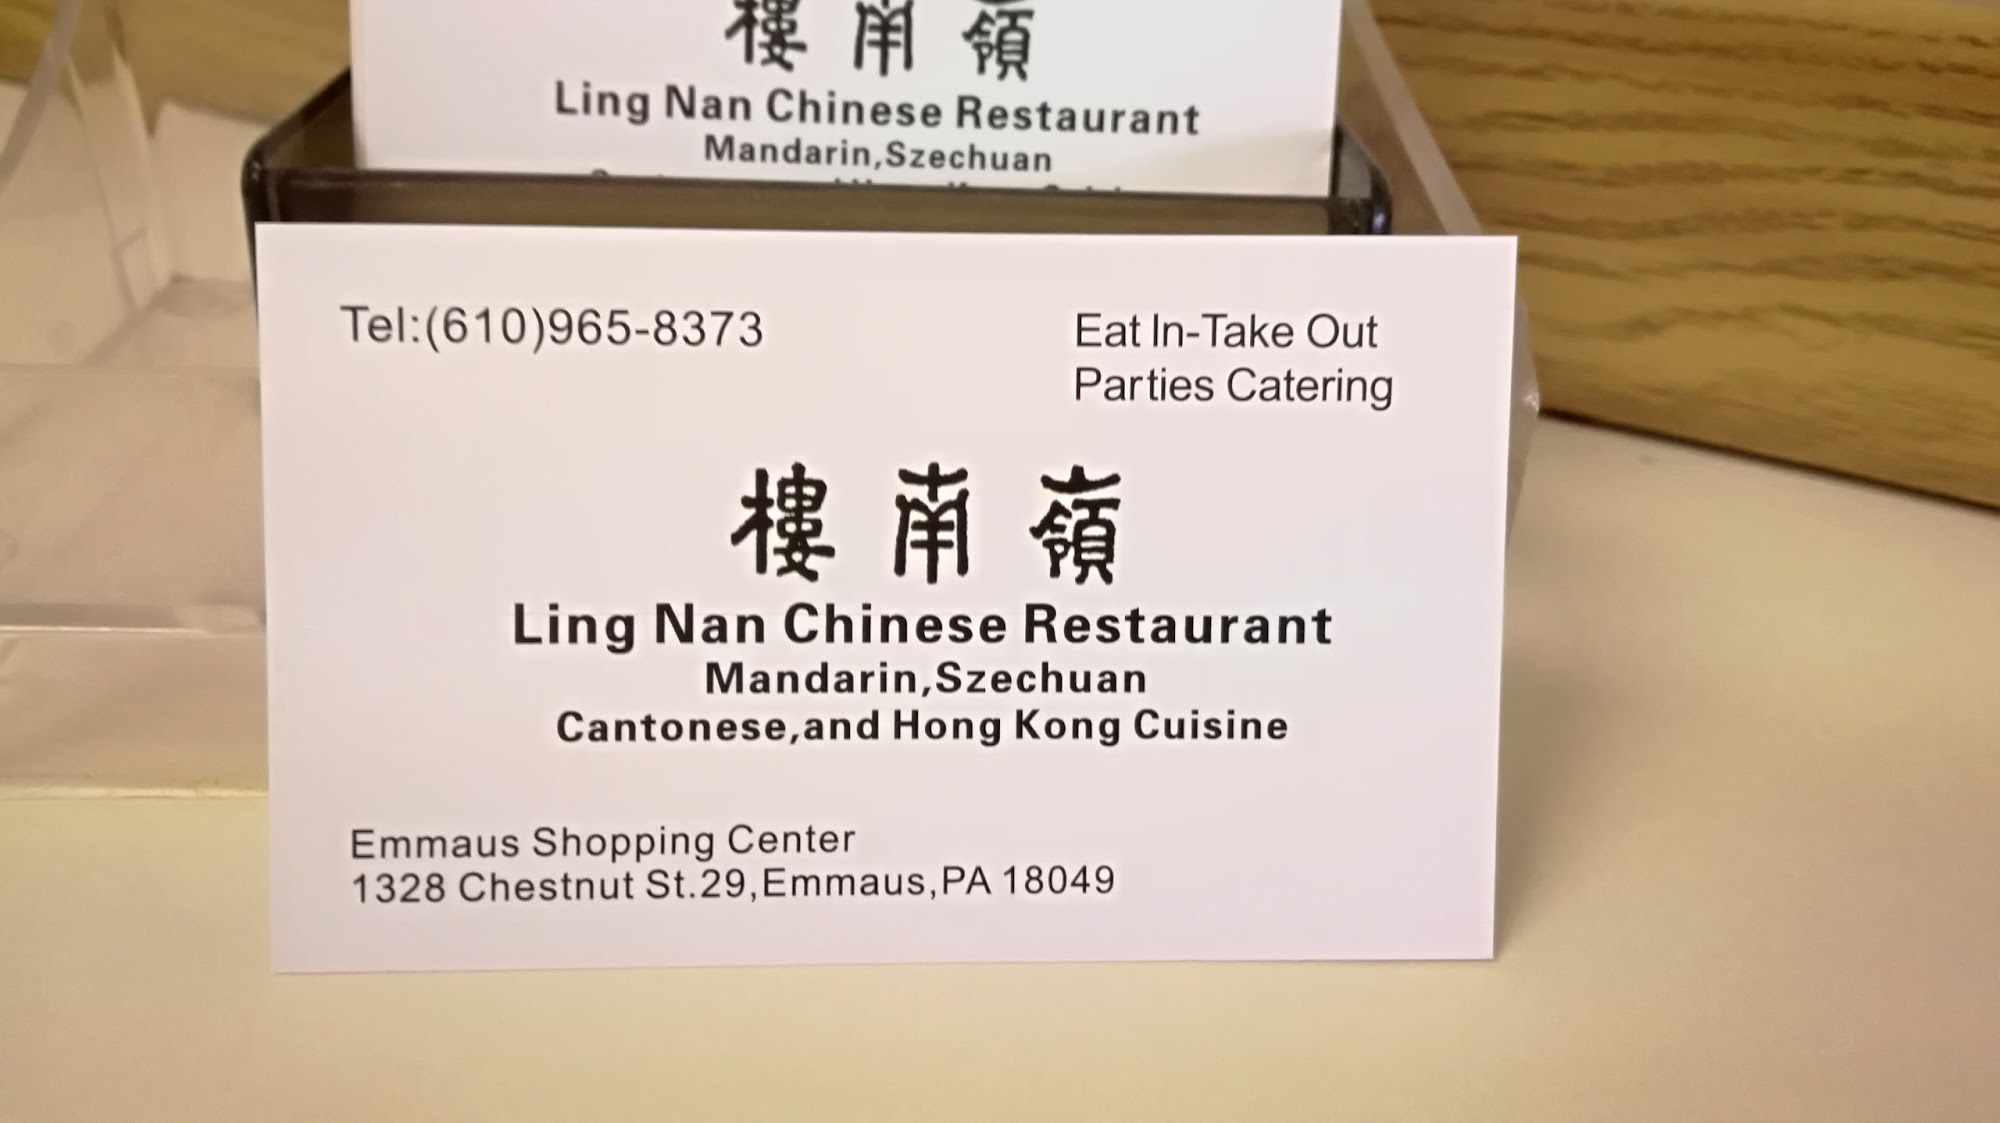 樓南嶺
Ling Nan Chinese Restaurant
Mandarin,Szechuan
Tel:(610)965-8373
Eat In-Take Out
Parties Catering
樓南嶺
Ling Nan Chinese Restaurant
Mandarin,Szechuan
Cantonese,and Hong Kong Cuisine
Emmaus Shopping Center
1328 Chestnut St.29,Emmaus,PA 18049